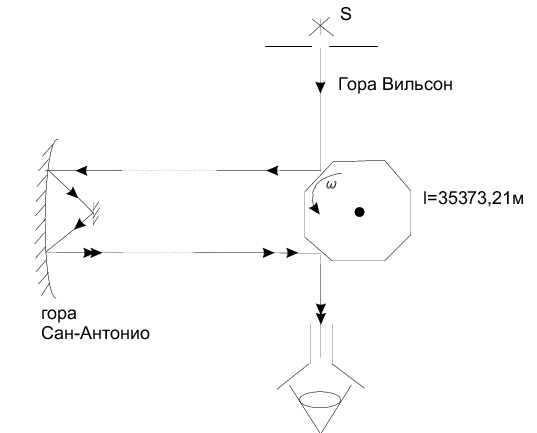 S
Гора Вильсон
ω
l=35373,21м
гора
Сан-Антонио